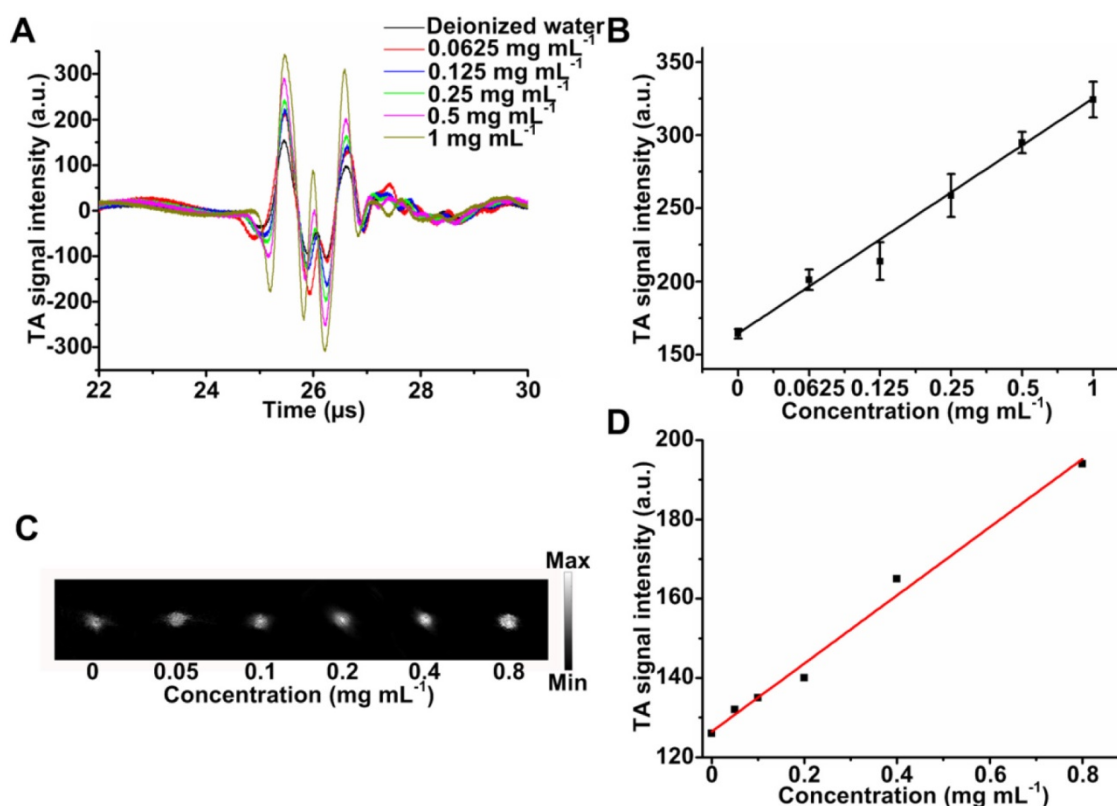 A
TA signal intensity (a.u.)
300
200
100
0
-100
-200
-300
22
24
26
28
30
Time (µs)
Deionized water
0.0625 mg mL⁻¹
0.125 mg mL⁻¹
0.25 mg mL⁻¹
0.5 mg mL⁻¹
1 mg mL⁻¹
B
TA signal intensity (a.u.)
350
300
250
200
150
0 0.0625 0.125 0.25 0.5 1
Concentration (mg mL⁻¹)
C
Max
Min
0 0.05 0.1 0.2 0.4 0.8
Concentration (mg mL⁻¹)
D
TA signal intensity (a.u.)
200
180
160
140
120
0 0.2 0.4 0.6 0.8
Concentration (mg mL⁻¹)